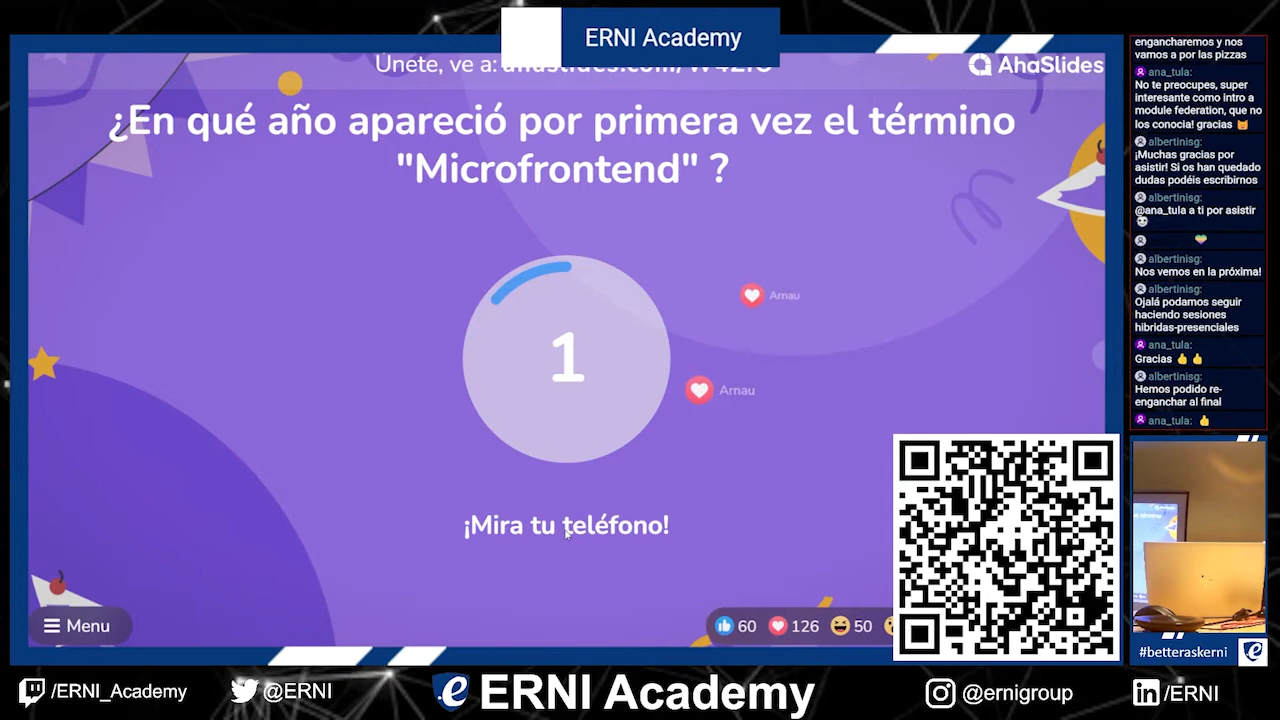 ERNI Academy
Únete, ve a:
AhaSlides
¿En qué año apareció por primera vez el término
"Microfrontend" ?
1
Arnau
Arnau
¡Mira tu teléfono!
Menu
60 126 50
engancharemos y nos
vamos a por las pizzas
ana_tula:
No te preocupes, super
interesante como intro a
module federation, que no
los conocia! gracias
albertinisg:
¡Muchas gracias por
asistir! Si os han quedado
dudas podéis escribirnos
albertinisg:
@ana_tula a ti por asistir
albertinisg:
Nos vemos en la próxima!
albertinisg:
Ojalá podamos seguir
haciendo sesiones
hibridas-presenciales
ana_tula:
Gracias 👍 👍
albertinisg:
Hemos podido re-
enganchar al final
ana_tula: 👍
#betteraskerni
/ERNI_Academy
@ERNI
ERNI Academy
@ernigroup
/ERNI